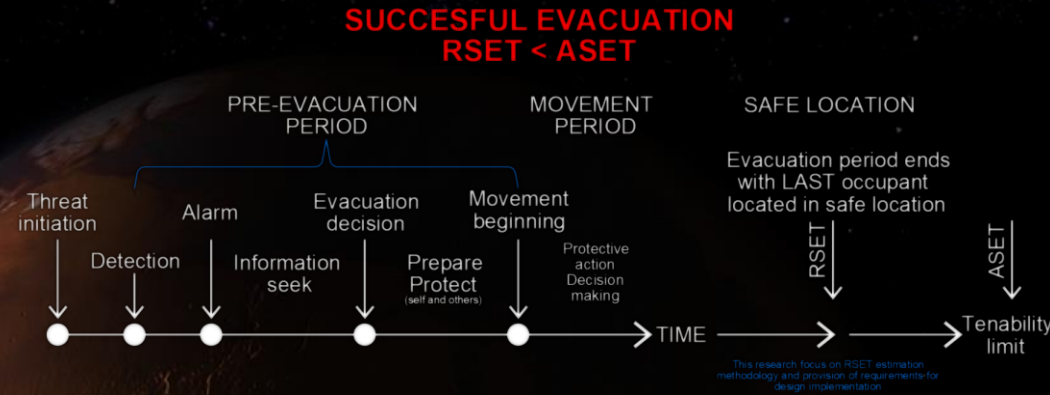 SUCCESFUL EVACUATION
RSET < ASET
PRE-EVACUATION
PERIOD
MOVEMENT
PERIOD
SAFE LOCATION
Evacuation period ends
with LAST occupant
located in safe location
Threat
initiation
Detection
Alarm
Information
seek
Evacuation
decision
Prepare
Protect
(self and others)
Movement
beginning
Protective
action
Decision
making
RSET
ASET
TIME
Tenability
limit
This research focus on RSET estimation
methodology and provision of requirements for
design implementation